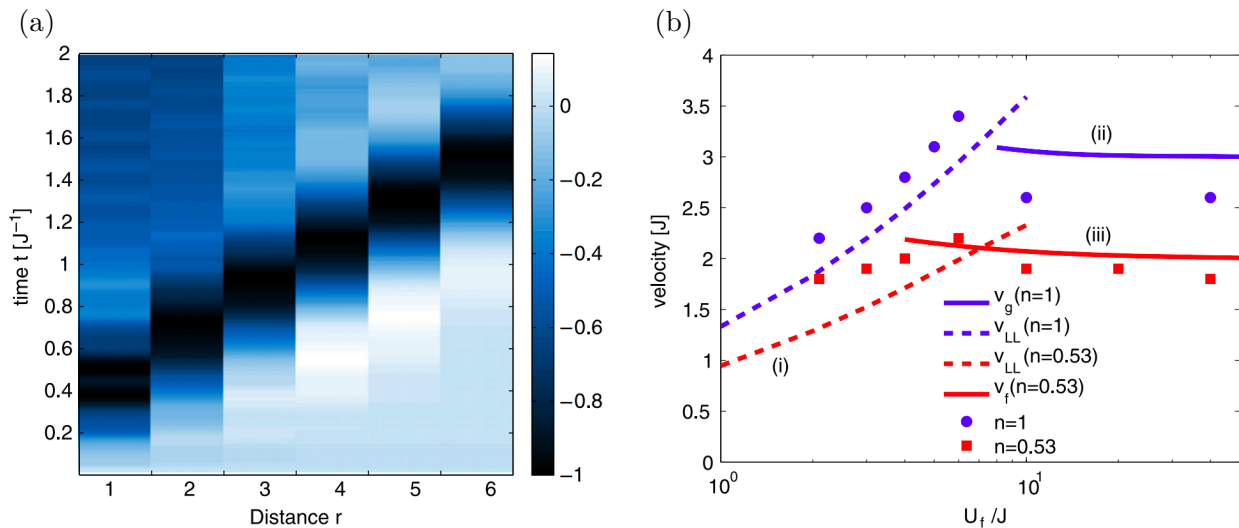 (a)
2
1.8
1.6
1.4
1.2
1
0.8
0.6
0.4
0.2
time t [J⁻¹]
1 2 3 4 5 6
Distance r
0
−0.2
−0.4
−0.6
−0.8
−1
(b)
4
3.5
3
2.5
2
1.5
1
0.5
0
velocity [J]
(i)
(ii)
(iii)
v_g(n=1)
v_LL(n=1)
v_LL(n=0.53)
v_f(n=0.53)
n=1
n=0.53
10⁰ 10¹
U_f /J